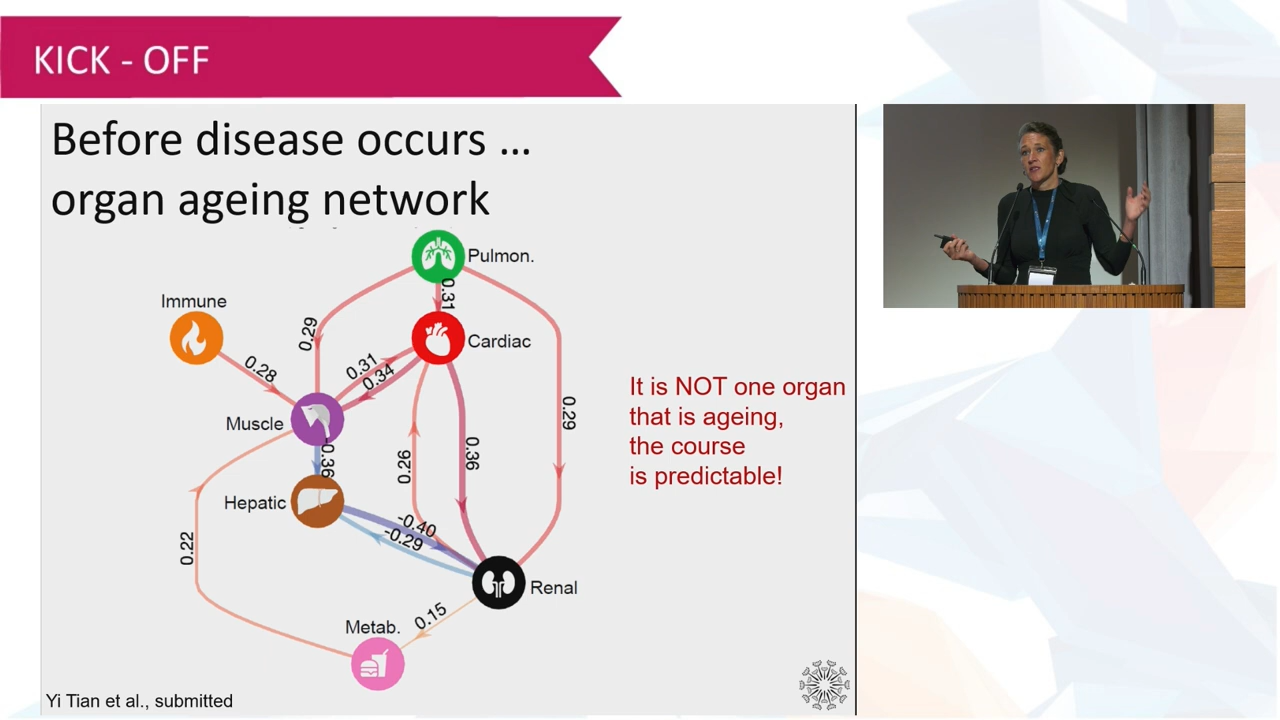 KICK - OFF
Before disease occurs ...
organ ageing network
Pulmon.
0.31
Immune
0.29
Cardiac
0.28
0.31
0.34
Muscle
It is NOT one organ
that is ageing,
the course
is predictable!
0.29
-0.36
0.26
0.36
Hepatic
-0.40
-0.29
0.22
Renal
0.15
Metab.
Yi Tian et al., submitted